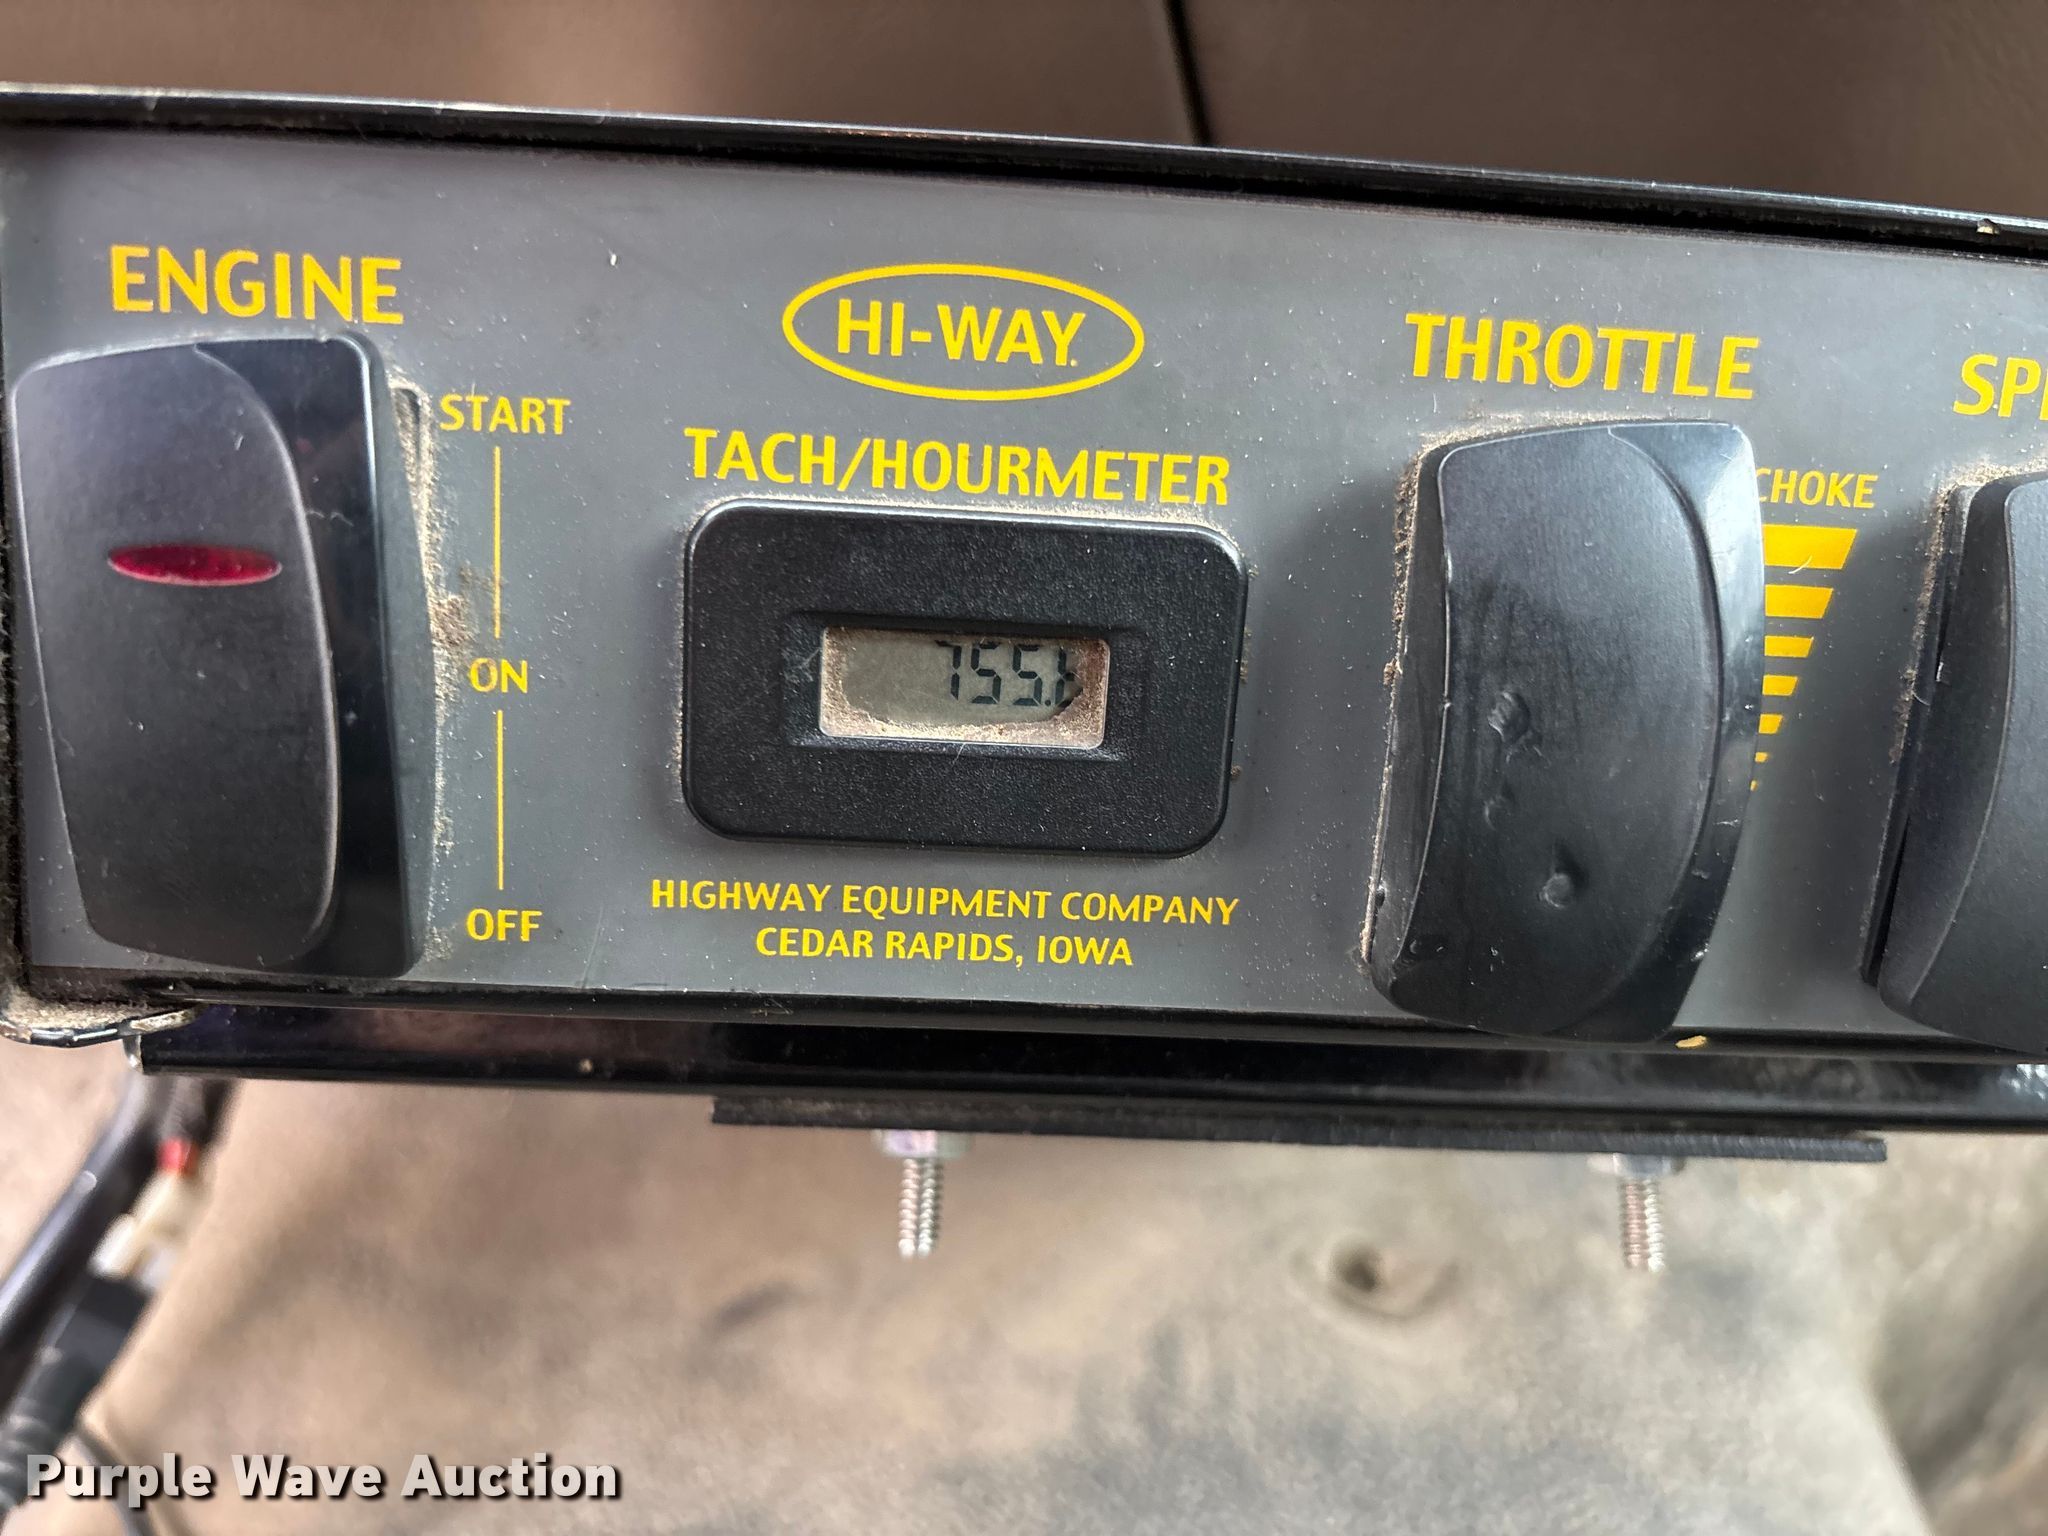 ENGINE
HI-WAY
THROTTLE
START
TACH/HOURMETER
CHOKE
755.
ON
OFF
HIGHWAY EQUIPMENT COMPANY
CEDAR RAPIDS, IOWA
Purple Wave Auction